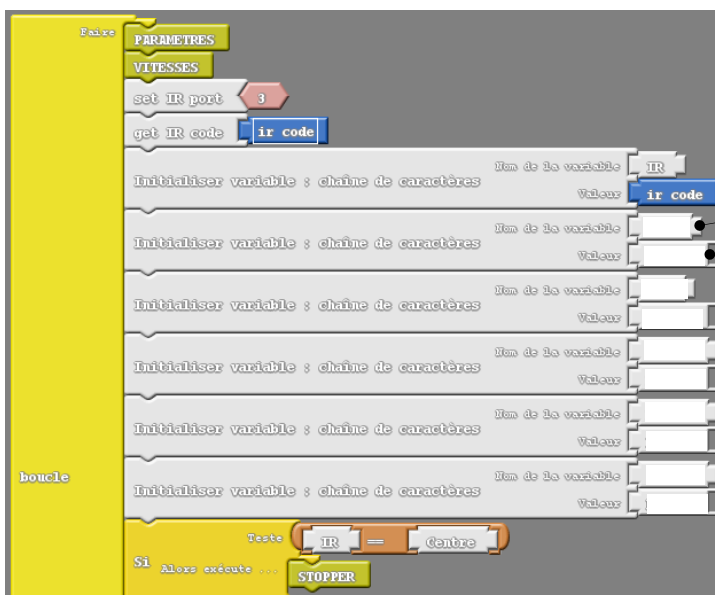 Faire
PARAMETRES
VITESSES
set IR port 3
get IR code ir code
Initialiser variable : chaîne de caractères Nom de la variable IR
Valeur ir code
Initialiser variable : chaîne de caractères Nom de la variable
Valeur
Initialiser variable : chaîne de caractères Nom de la variable
Valeur
Initialiser variable : chaîne de caractères Nom de la variable
Valeur
Initialiser variable : chaîne de caractères Nom de la variable
Valeur
boucle
Initialiser variable : chaîne de caractères Nom de la variable
Valeur
Teste IR == Centre
Si Alors exécute ... STOPPER